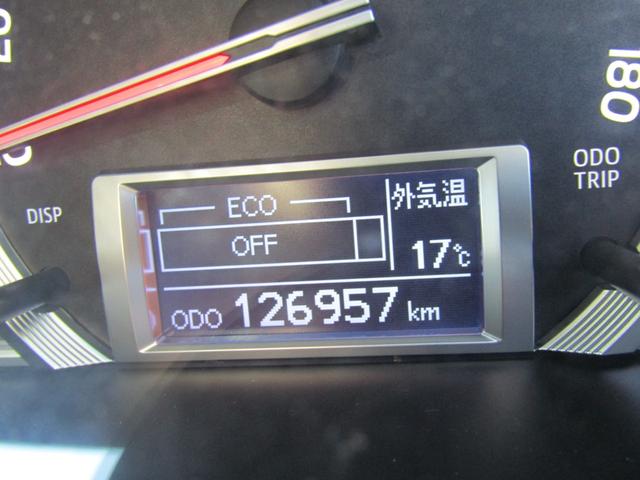 180
ODO
TRIP
DISP
ECO
外気温
OFF
17℃
ODO 126957 km